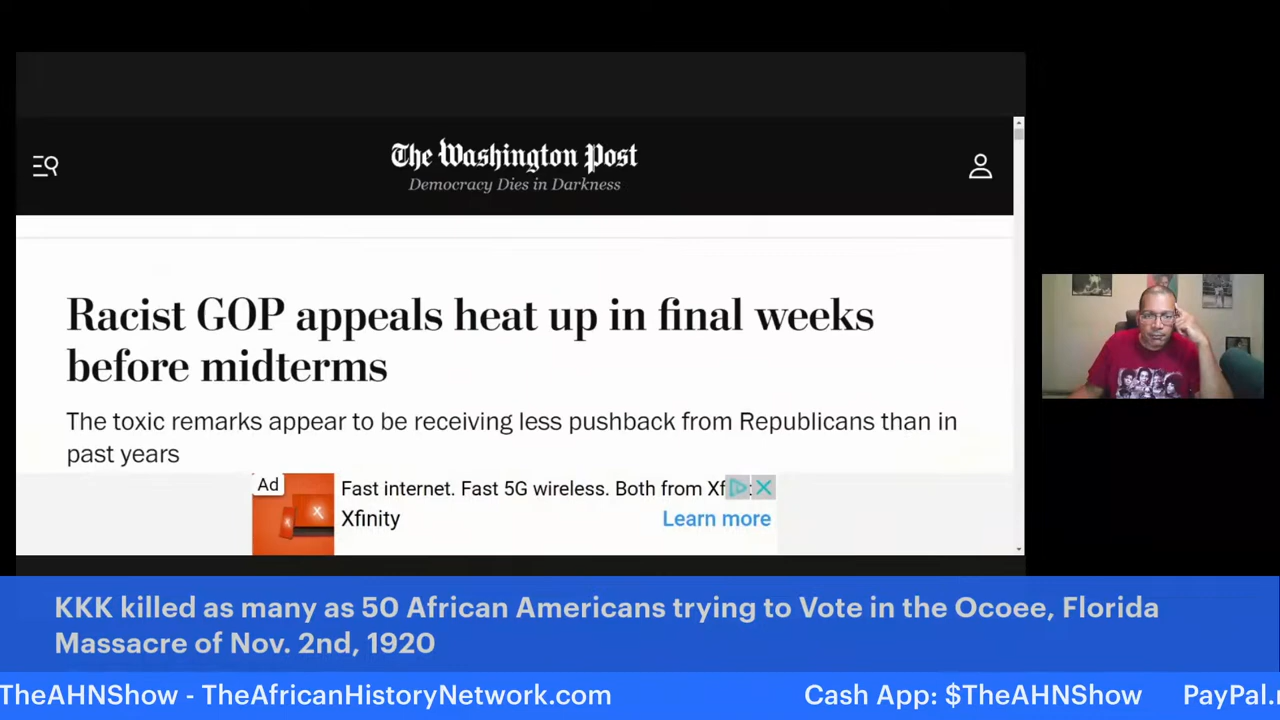 The Washington Post
Democracy Dies in Darkness
Racist GOP appeals heat up in final weeks
before midterms
The toxic remarks appear to be receiving less pushback from Republicans than in
past years
Ad
Fast internet. Fast 5G wireless. Both from Xf
Xfinity
Learn more
KKK killed as many as 50 African Americans trying to Vote in the Ocoee, Florida
Massacre of Nov. 2nd, 1920
TheAHNShow - TheAfricanHistoryNetwork.com Cash App: $TheAHNShow PayPal.